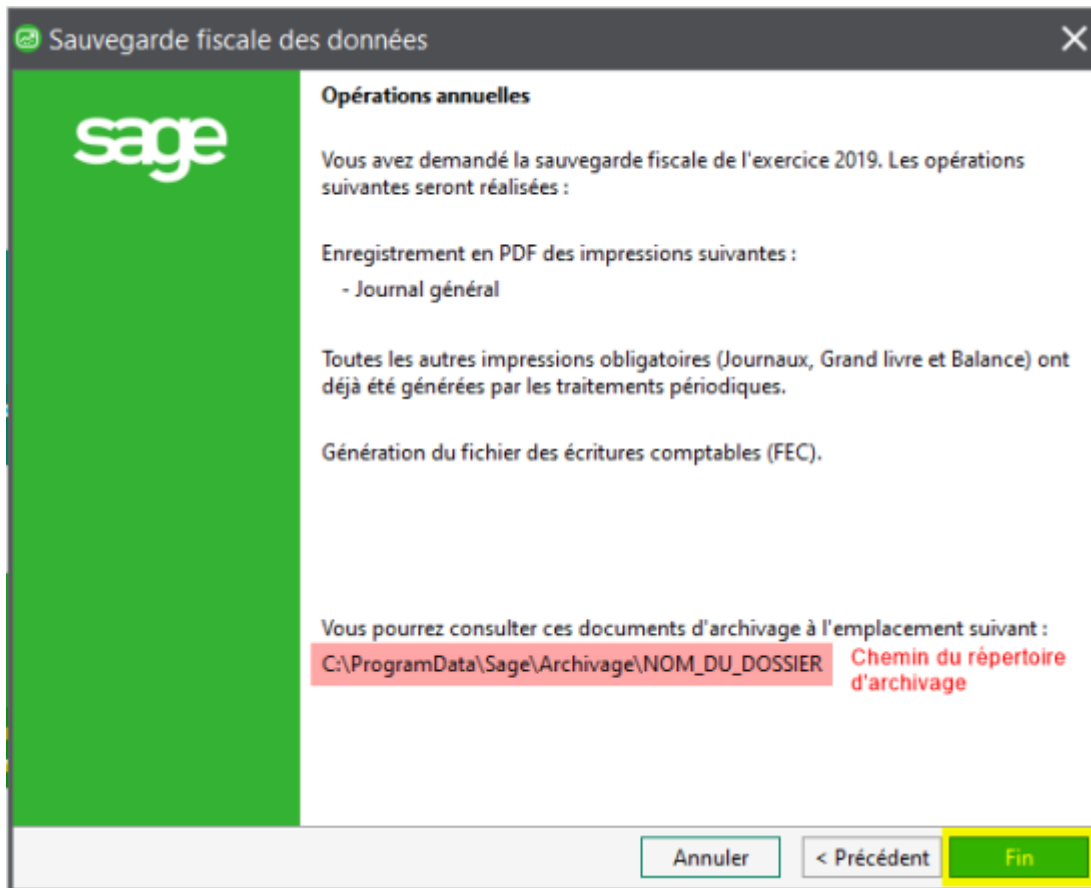 Sauvegarde fiscale des données
sage
Opérations annuelles
Vous avez demandé la sauvegarde fiscale de l'exercice 2019. Les opérations
suivantes seront réalisées :
Enregistrement en PDF des impressions suivantes :
- Journal général
Toutes les autres impressions obligatoires (Journaux, Grand livre et Balance) ont
déjà été générées par les traitements périodiques.
Génération du fichier des écritures comptables (FEC).
Vous pourrez consulter ces documents d'archivage à l'emplacement suivant :
C:\ProgramData\Sage\Archivage\NOM_DU_DOSSIER
Chemin du répertoire
d'archivage
Annuler
< Précédent
Fin